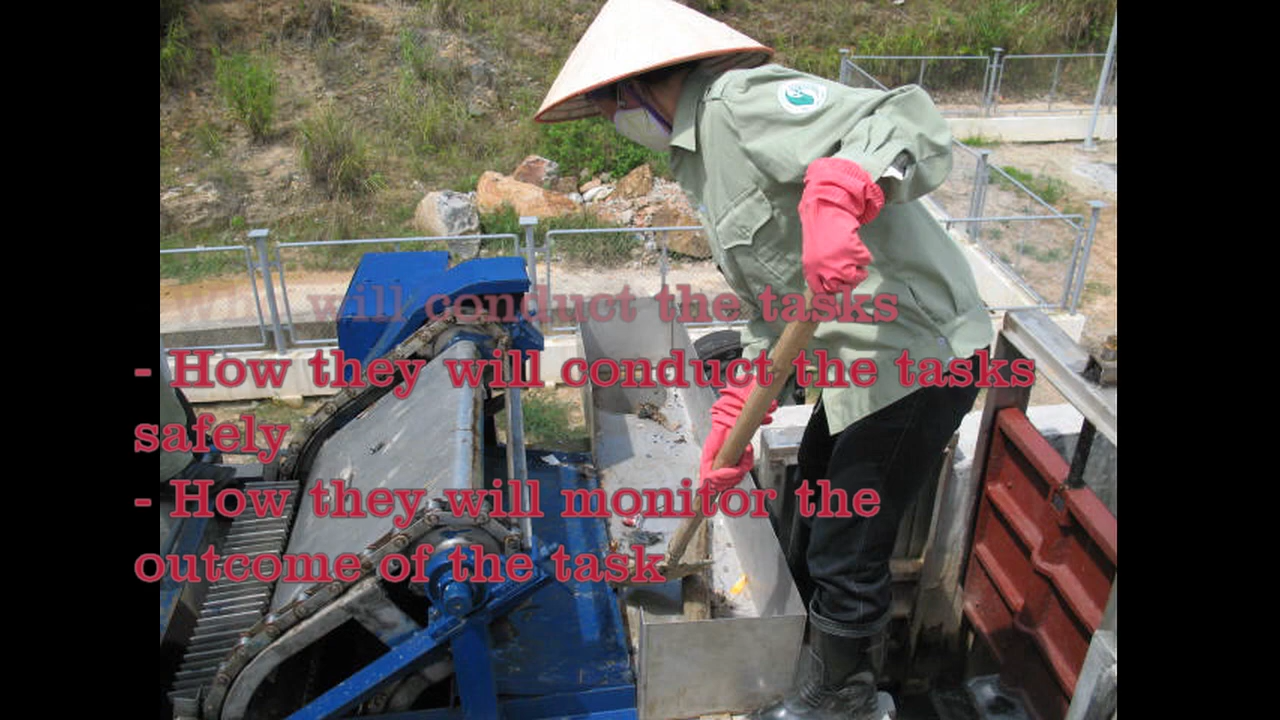 - Who will conduct the tasks
- How they will conduct the tasks
safely
- How they will monitor the
outcome of the task